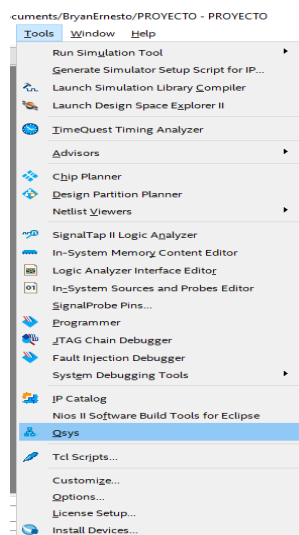 cuments/BryanErnesto/PROYECTO - PROYECTO
Tools Window Help
Run Simulation Tool
Generate Simulator Setup Script for IP...
Launch Simulation Library Compiler
Launch Design Space Explorer II
TimeQuest Timing Analyzer
Advisors
Chip Planner
Design Partition Planner
Netlist Viewers
SignalTap II Logic Analyzer
In-System Memory Content Editor
Logic Analyzer Interface Editor
In-System Sources and Probes Editor
SignalProbe Pins...
Programmer
JTAG Chain Debugger
Fault Injection Debugger
System Debugging Tools
IP Catalog
Nios II Software Build Tools for Eclipse
Qsys
Tcl Scripts...
Customize...
Options...
License Setup...
Install Devices...